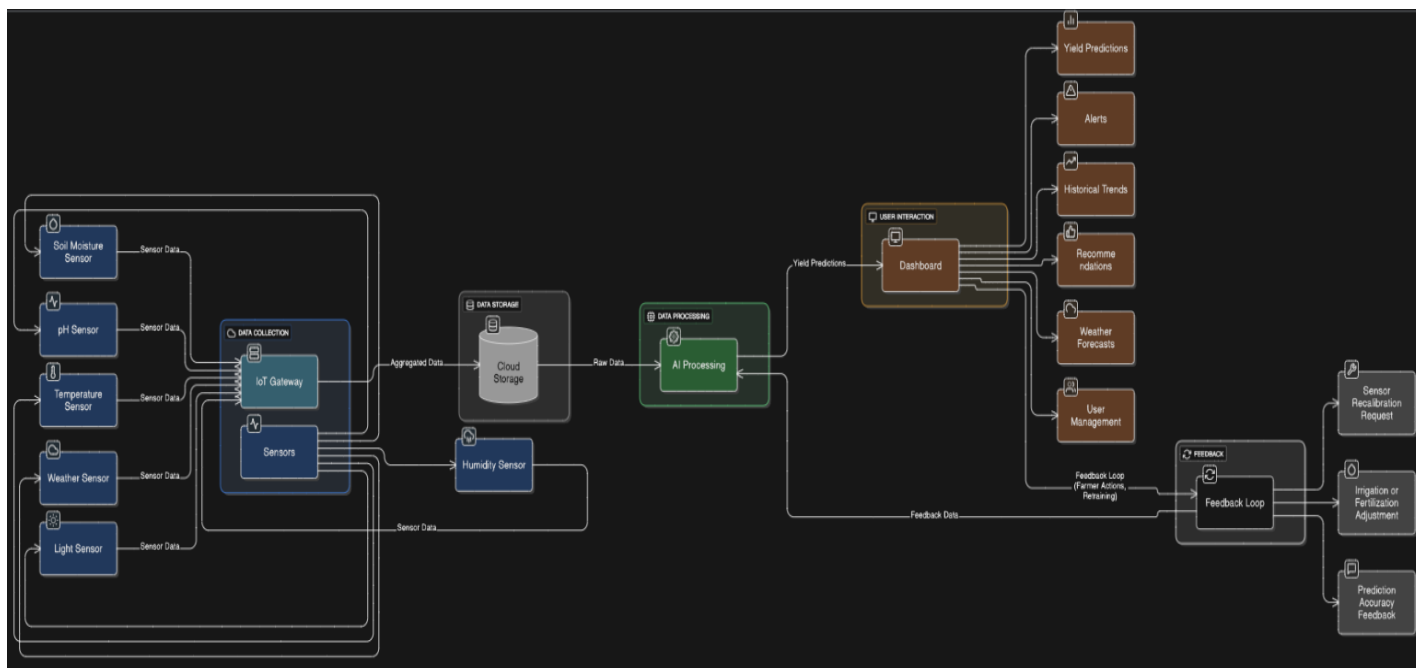 Yield Predictions
Alerts
Historical Trends
Recomme
ndations
Weather
Forecasts
User
Management
USER INTERACTION
Dashboard
Yield Predictions
Soil Moisture
Sensor
Sensor Data
pH Sensor
Sensor Data
Temperature
Sensor
Sensor Data
Weather Sensor
Sensor Data
Light Sensor
Sensor Data
DATA COLLECTION
IoT Gateway
Sensors
Aggregated Data
DATA STORAGE
Cloud
Storage
Raw Data
Humidity Sensor
Sensor Data
DATA PROCESSING
AI Processing
Feedback Loop
(Farmer Actions,
Retraining)
Feedback Data
FEEDBACK
Feedback Loop
Sensor
Recalibration
Request
Irrigation or
Fertilization
Adjustment
Prediction
Accuracy
Feedback